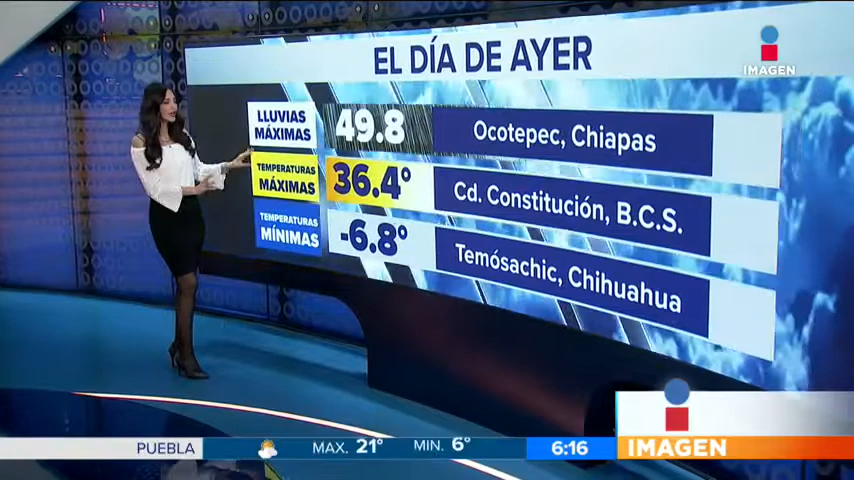 IMAGEN
EL DÍA DE AYER
LLUVIAS
MÁXIMAS
49.8
Ocotepec, Chiapas
TEMPERATURAS
MÁXIMAS
36.4°
Cd. Constitución, B.C.S.
TEMPERATURAS
MÍNIMAS
-6.8°
Temósachic, Chihuahua
PUEBLA
MAX. 21°
MIN. 6°
6:16
IMAGEN